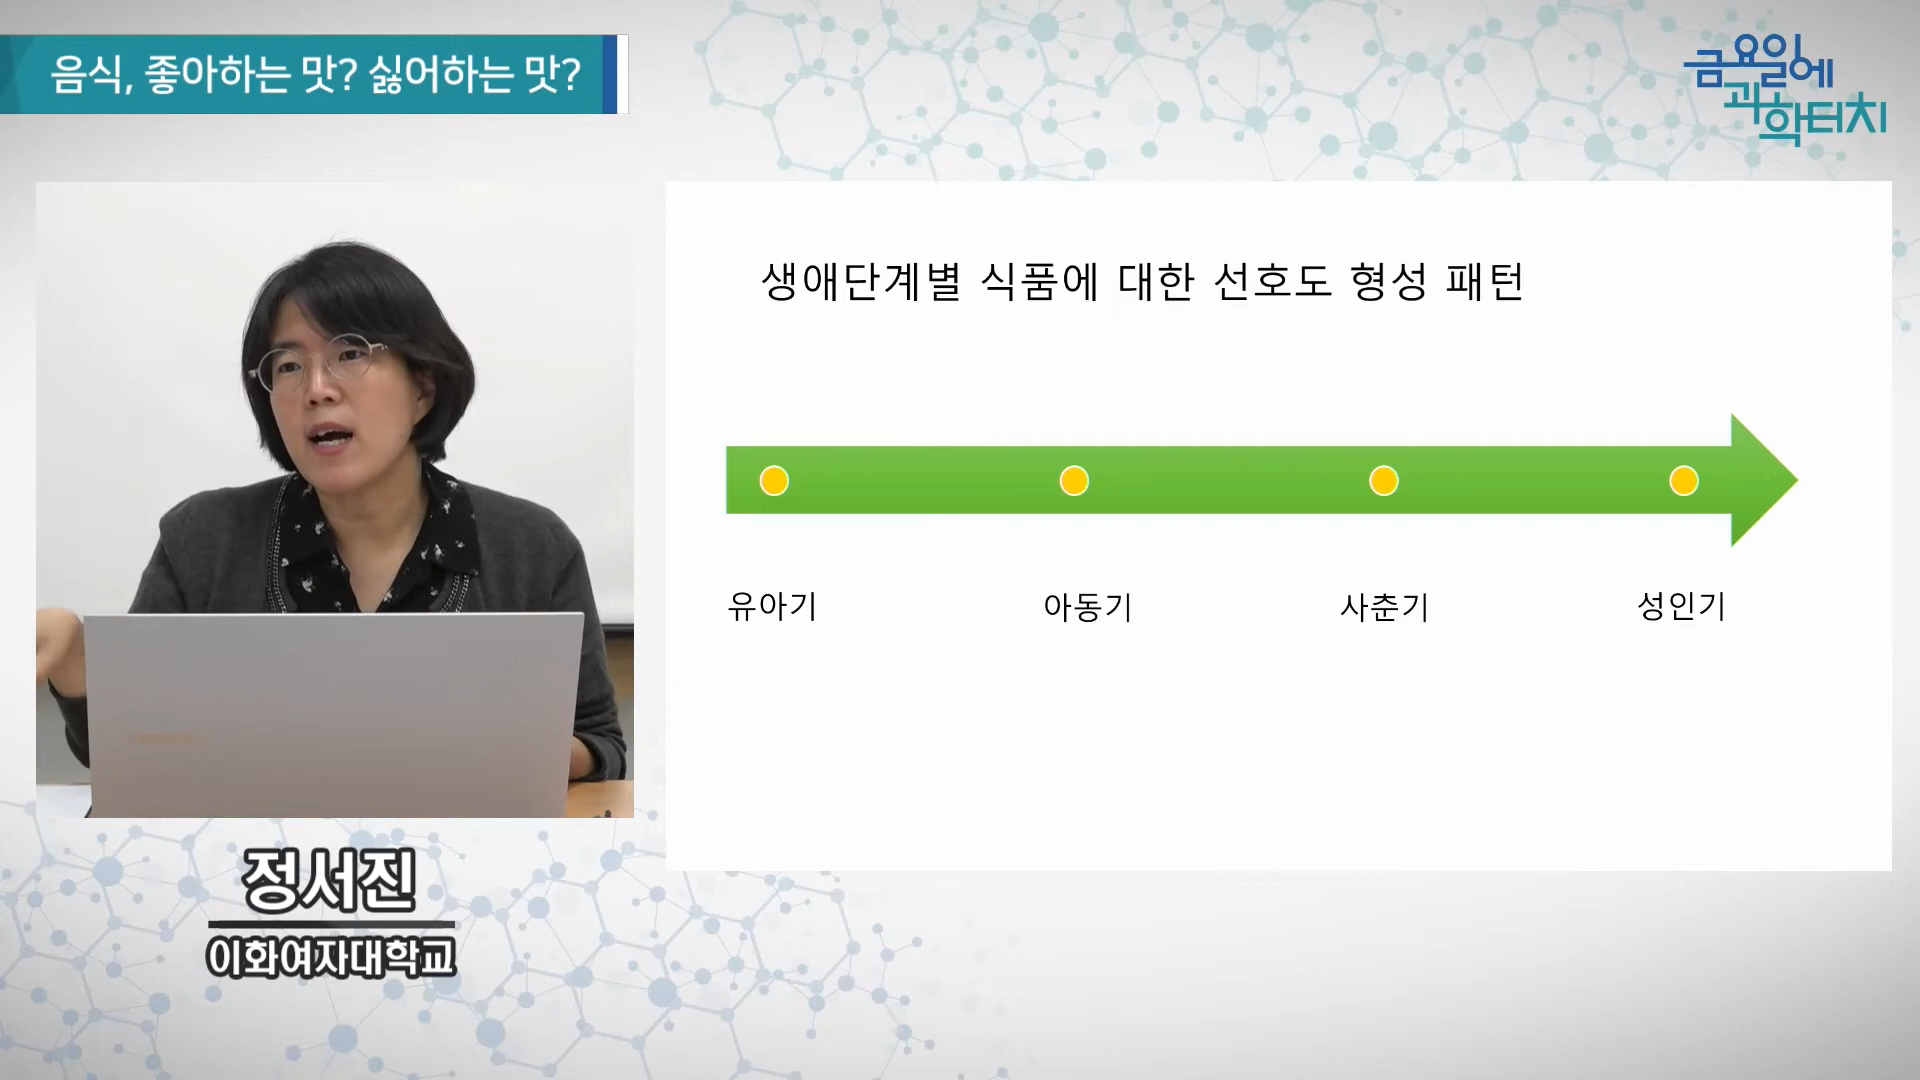 음식, 좋아하는 맛? 싫어하는 맛?
금요일에
과학터치
생애단계별 식품에 대한 선호도 형성 패턴
유아기
아동기
사춘기
성인기
정서진
이화여자대학교